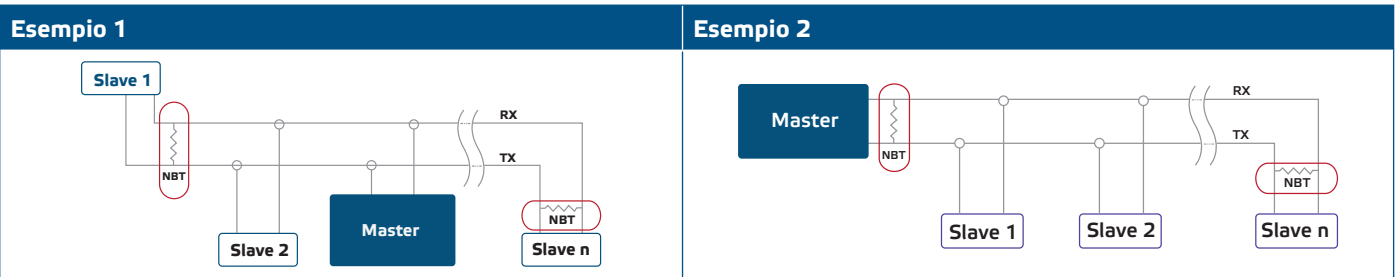 Esempio 1
Slave 1
RX
TX
NBT
NBT
Master
Slave 2
Slave n
Esempio 2
RX
Master
TX
NBT
NBT
Slave 1
Slave 2
Slave n